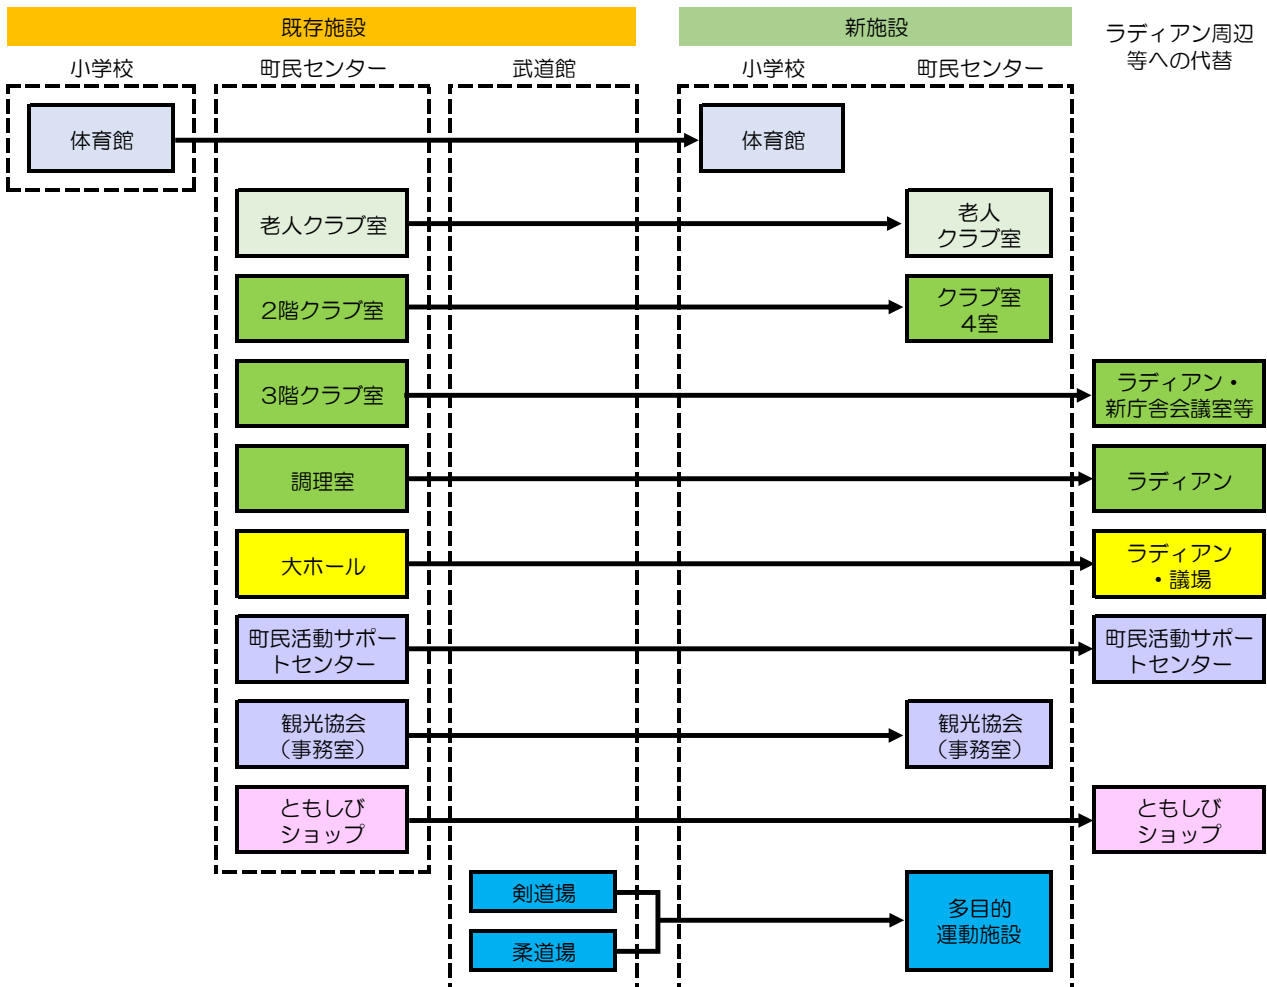 既存施設
新施設
ラディアン周辺
等への代替
小学校
町民センター
武道館
小学校
町民センター
体育館
体育館
老人クラブ室
老人
クラブ室
2階クラブ室
クラブ室
4室
3階クラブ室
ラディアン・
新庁舎会議室等
調理室
ラディアン
大ホール
ラディアン
・議場
町民活動サポー
トセンター
町民活動サポー
トセンター
観光協会
（事務室）
観光協会
（事務室）
ともしび
ショップ
ともしび
ショップ
剣道場
柔道場
多目的
運動施設